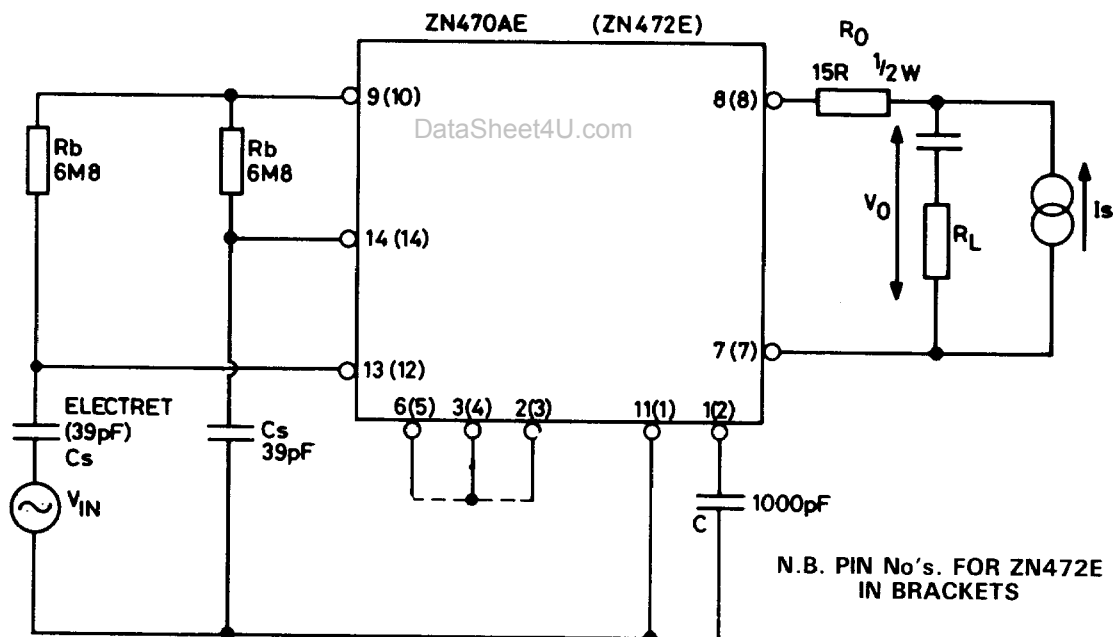 ZN470AE (ZN472E)
R0
15R 1/2 W
9 (10)
8 (8)
DataSheet4U.com
Rb
6M8
Rb
6M8
V0
Is
14 (14)
RL
7 (7)
13 (12)
ELECTRET
(39pF)
Cs
Cs
39pF
6(5) 3(4) 2(3) 11(1) 1(2)
VIN
1000pF
C
N.B. PIN No's. FOR ZN472E
IN BRACKETS